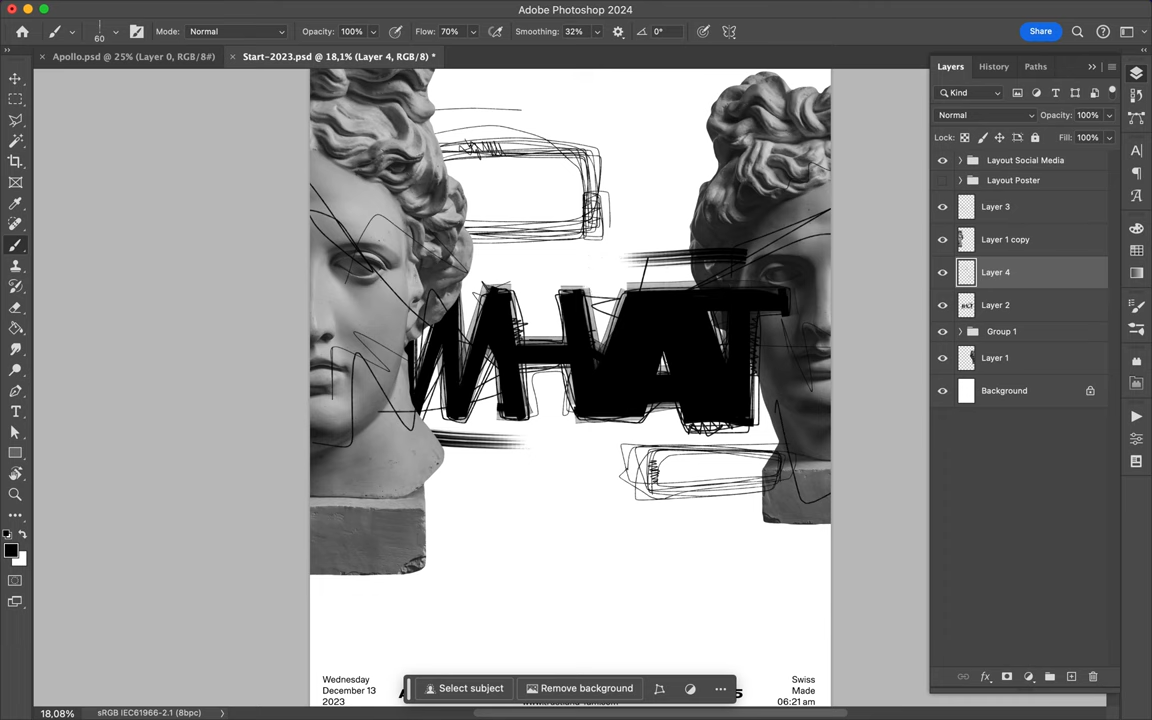 Adobe Photoshop 2024
60
Mode: Normal
Opacity: 100%
Flow: 70%
Smoothing: 32%
0°
Share
Apollo.psd @ 25% (Layer 0, RGB/8#)
Start-2023.psd @ 18,1% (Layer 4, RGB/8) *
Layers
History
Paths
Kind
Normal
Opacity: 100%
Lock:
Fill: 100%
Layout Social Media
Layout Poster
Layer 3
Layer 1 copy
Layer 4
Layer 2
Group 1
Layer 1
Background
WHAT
Wednesday
December 13
2023
Select subject
Remove background
Swiss
Made
06:21 am
18,08%
sRGB IEC61966-2.1 (8bpc)